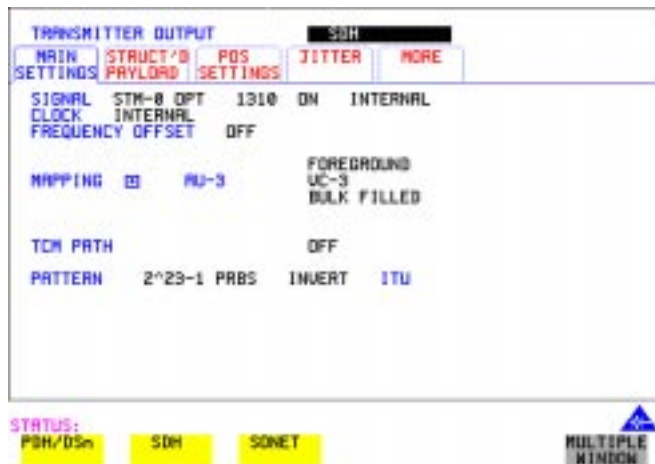 TRANSMITTER OUTPUT SDH
MAIN SETTINGS STRUCT'D PAYLOAD POS SETTINGS JITTER MORE
SIGNAL STM-0 OPT 1310 ON INTERNAL
CLOCK INTERNAL
FREQUENCY OFFSET OFF
FOREGROUND
MAPPING AU-3 UC-3
BULK FILLED
TCM PATH OFF
PATTERN 2^23-1 PRBS INVERT ITU
STATUS:
PDH/DSn SDH SONET MULTIPLE WINDOW